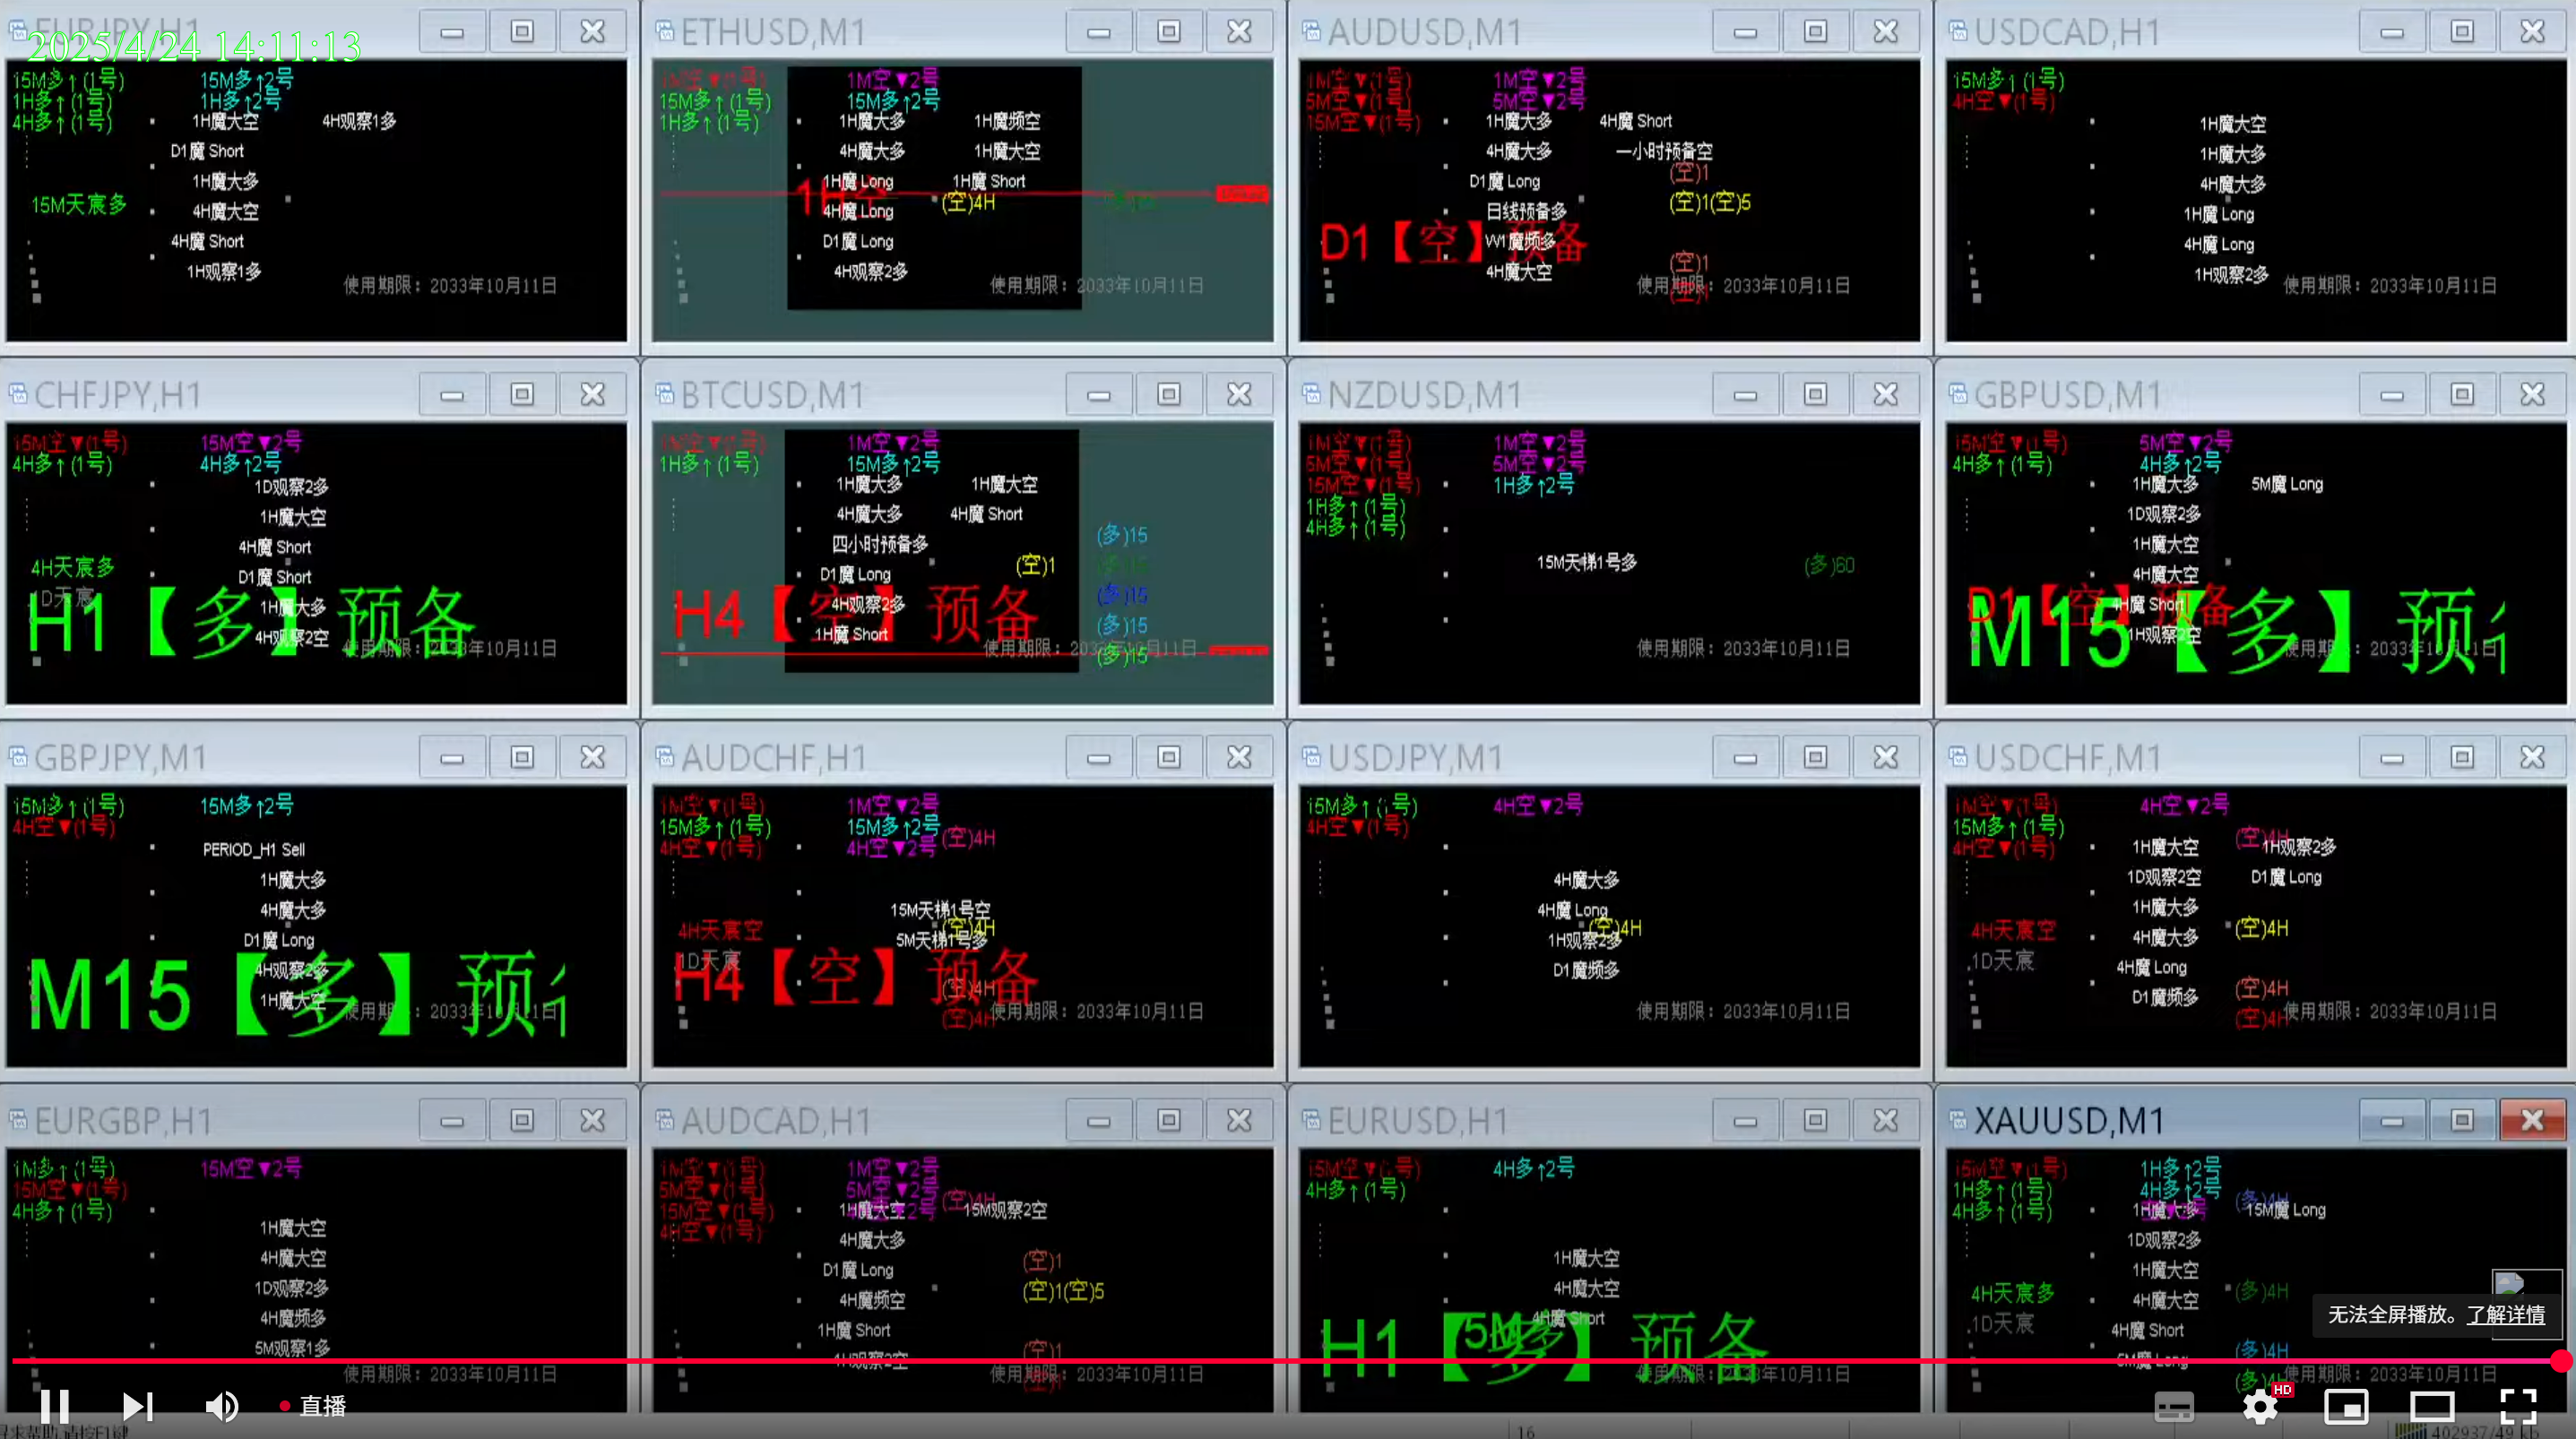 EURJPY,H1
2025/4/24 14:11:13
15M多↑(1号) 15M多↑2号
1H多↑(1号) 1H多↑2号
4H多↑(1号) 1H魔大空 4H观察1多
D1魔 Short
1H魔大多
15M天宸多 4H魔大空
4H魔 Short
1H观察1多
使用期限：2033年10月11日
ETHUSD,M1
1M空▼(1号) 1M空▼2号
15M多↑(1号) 15M多↑2号
1H多↑(1号) 1H魔大多 1H魔频空
4H魔大多 1H魔大空
1H魔 Long 1H魔 Short
1H空
4H魔 Long (空)4H
D1魔 Long
4H观察2多
使用期限：2033年10月11日
AUDUSD,M1
1M空▼(1号) 1M空▼2号
5M空▼(1号) 5M空▼2号
15M空▼(1号) 1H魔大多 4H魔 Short
4H魔大多 一小时预备空
(空)1
D1魔 Long
日线预备多 (空)1(空)5
D1【空】预备
W1魔频多
4H魔大空 (空)1
使用期限：2033年10月11日
USDCAD,H1
15M多↑(1号)
4H空▼(1号)
1H魔大空
1H魔大多
4H魔大多
1H魔 Long
4H魔 Long
1H观察2多
使用期限：2033年10月11日
CHFJPY,H1
15M空▼(1号) 15M空▼2号
4H多↑(1号) 4H多↑2号
1D观察2多
1H魔大空
4H魔 Short
4H天宸多 D1魔 Short
1D天宸
1H魔大多
H1【多】预备
4H观察2空
使用期限：2033年10月11日
BTCUSD,M1
1M空▼(1号) 1M空▼2号
1H多↑(1号) 15M多↑2号
1H魔大多 1H魔大空
4H魔大多 4H魔 Short
四小时预备多 (多)15
D1魔 Long (空)1
4H观察2多 (多)15
H4【空】预备
1H魔 Short (多)15
(多)15
使用期限：2033年10月11日
NZDUSD,M1
1M空▼(1号) 1M空▼2号
5M空▼(1号) 5M空▼2号
15M空▼(1号) 1H多↑2号
1H多↑(1号)
4H多↑(1号)
15M天梯1号多 (多)60
使用期限：2033年10月11日
GBPUSD,M1
15M空▼(1号) 5M空▼2号
4H多↑(1号) 4H多↑2号
1H魔大多 5M魔 Long
1D观察2多
1H魔大空
4H魔大空
4H魔 Short
D1【空】预备
M15【多】预
1H观察2空
使用期限：2033年10月11日
GBPJPY,M1
15M多↑(1号) 15M多↑2号
4H空▼(1号)
PERIOD_H1 Sell
1H魔大多
4H魔大多
D1魔 Long
4H观察2多
M15【多】预
1H魔大空
使用期限：2033年10月11日
AUDCHF,H1
1M空▼(1号) 1M空▼2号
15M多↑(1号) 15M多↑2号 (空)4H
4H空▼(1号) 4H空▼2号
15M天梯1号空
4H天宸空 (空)4H
5M天梯1号多
1D天宸
H4【空】预备
(空)4H
(空)4H
使用期限：2033年10月11日
USDJPY,M1
15M多↑(1号) 4H空▼2号
4H空▼(1号)
4H魔大多
4H魔 Long
(空)4H
1H观察2多
D1魔频多
使用期限：2033年10月11日
USDCHF,M1
1M空▼(1号) 4H空▼2号
15M多↑(1号) (空)4H
4H空▼(1号) 1H魔大空 1H观察2多
1D观察2空 D1魔 Long
1H魔大多
4H天宸空 4H魔大多 (空)4H
1D天宸 4H魔 Long
D1魔频多 (空)4H
(空)4H
使用期限：2033年10月11日
EURGBP,H1
1M多↑(1号) 15M空▼2号
15M空▼(1号)
4H多↑(1号)
1H魔大空
4H魔大空
1D观察2多
4H魔频多
5M观察1多
使用期限：2033年10月11日
AUDCAD,H1
1M空▼(1号) 1M空▼2号
5M空▼(1号) 5M空▼2号
15M空▼(1号) 1H魔大空 (空)4H 15M观察2空
4H空▼(1号) 4H魔大多
D1魔 Long (空)1
4H魔频空 (空)1(空)5
1H魔 Short
1H观察2空 (空)1
使用期限：2033年10月11日
EURUSD,H1
15M空▼(1号) 4H多↑2号
4H多↑(1号)
1H魔大空
4H魔大空
4H魔 Short
H1【多】预备
使用期限：2033年10月11日
XAUUSD,M1
15M空▼(1号) 1H多↑2号
1H多↑(1号) 4H多↑2号
4H多↑(1号) 1H魔大多 (多)4H 15M魔 Long
1D观察2多
1H魔大空
4H天宸多 4H魔大空 (多)4H
1D天宸 4H魔 Short
5M魔 Long (多)4H
使用期限：2033年10月11日
无法全屏播放。了解详情
直播
HD
16